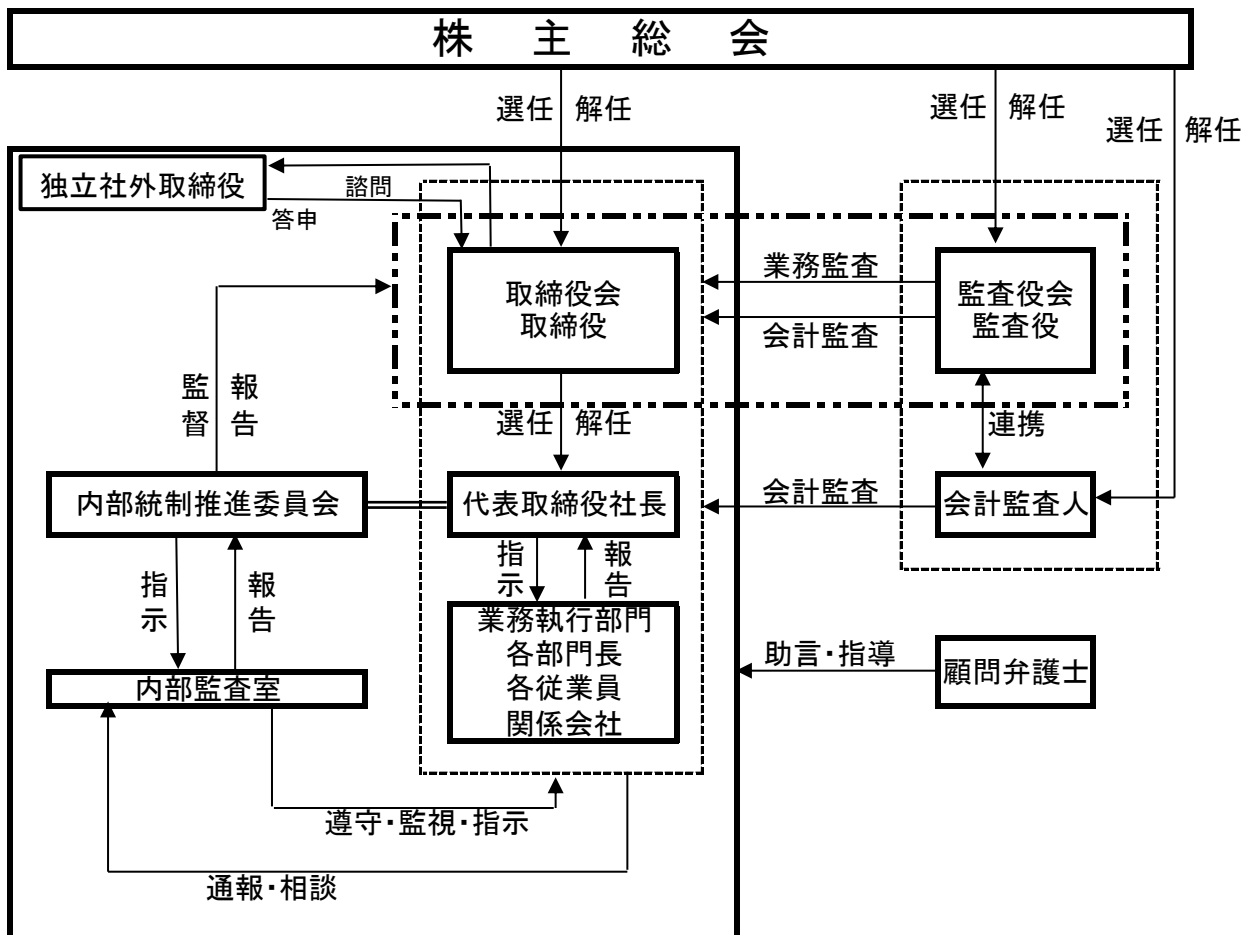 株 主 総 会
選任 解任
選任 解任
選任 解任
独立社外取締役
諮問
答申
取締役会
取締役
業務監査
会計監査
監査役会
監査役
監督
報告
選任 解任
連携
内部統制推進委員会
代表取締役社長
会計監査
会計監査人
指示
報告
指示
報告
業務執行部門
各部門長
各従業員
関係会社
助言・指導
顧問弁護士
内部監査室
遵守・監視・指示
通報・相談